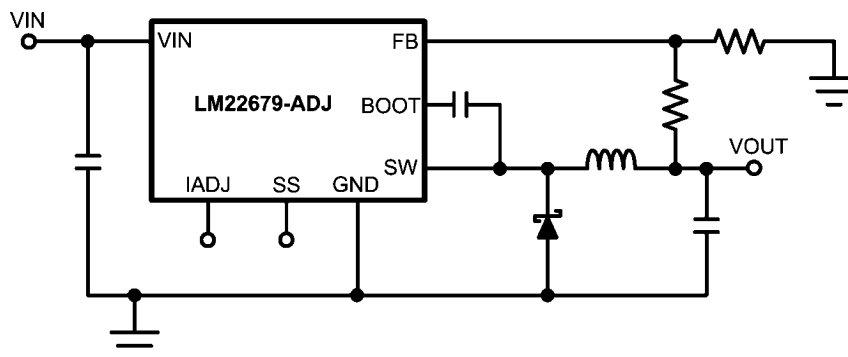 VIN
VIN
FB
LM22679-ADJ
BOOT
VOUT
SW
IADJ
SS
GND